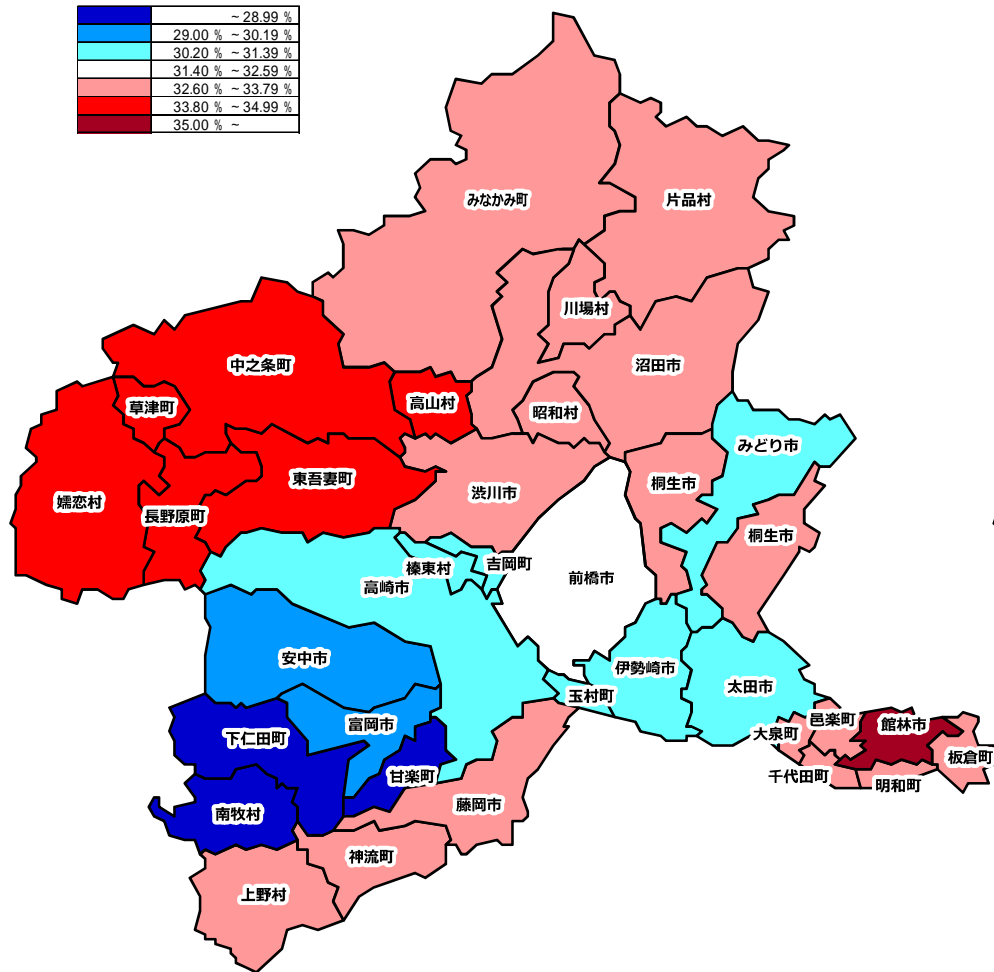 ~ 28.99 %
29.00 % ~ 30.19 %
30.20 % ~ 31.39 %
31.40 % ~ 32.59 %
32.60 % ~ 33.79 %
33.80 % ~ 34.99 %
35.00 % ~
みなかみ町
片品村
川場村
沼田市
中之条町
草津町
高山村
昭和村
みどり市
東吾妻町
渋川市
桐生市
嬬恋村
長野原町
桐生市
榛東村
吉岡町
高崎市
前橋市
安中市
伊勢崎市
太田市
玉村町
富岡市
下仁田町
邑楽町
館林市
大泉町
板倉町
甘楽町
千代田町
明和町
藤岡市
南牧村
神流町
上野村